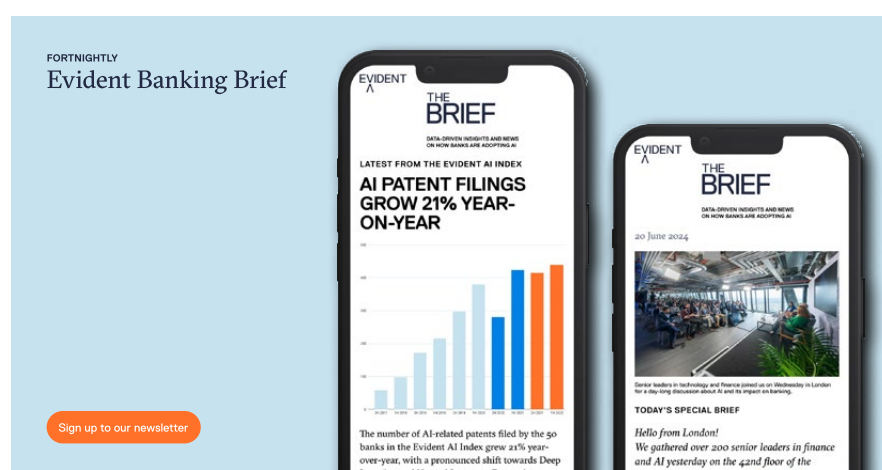 FORTNIGHTLY
Evident Banking Brief
Sign up to our newsletter
EVIDENT
THE
BRIEF
DATA-DRIVEN INSIGHTS AND NEWS
ON HOW BANKS ARE ADOPTING AI
LATEST FROM THE EVIDENT AI INDEX
AI PATENT FILINGS
GROW 21% YEAR-
ON-YEAR
The number of AI-related patents filed by the 50
banks in the Evident AI Index grew 21% year-
over-year, with a pronounced shift towards Deep
EVIDENT
THE
BRIEF
DATA-DRIVEN INSIGHTS AND NEWS
ON HOW BANKS ARE ADOPTING AI
20 June 2024
Senior leaders in technology and finance joined us on Wednesday in London
for a day-long discussion about AI and its impact on banking.
TODAY'S SPECIAL BRIEF
Hello from London!
We gathered over 200 senior leaders in finance
and AI yesterday on the 42nd floor of the